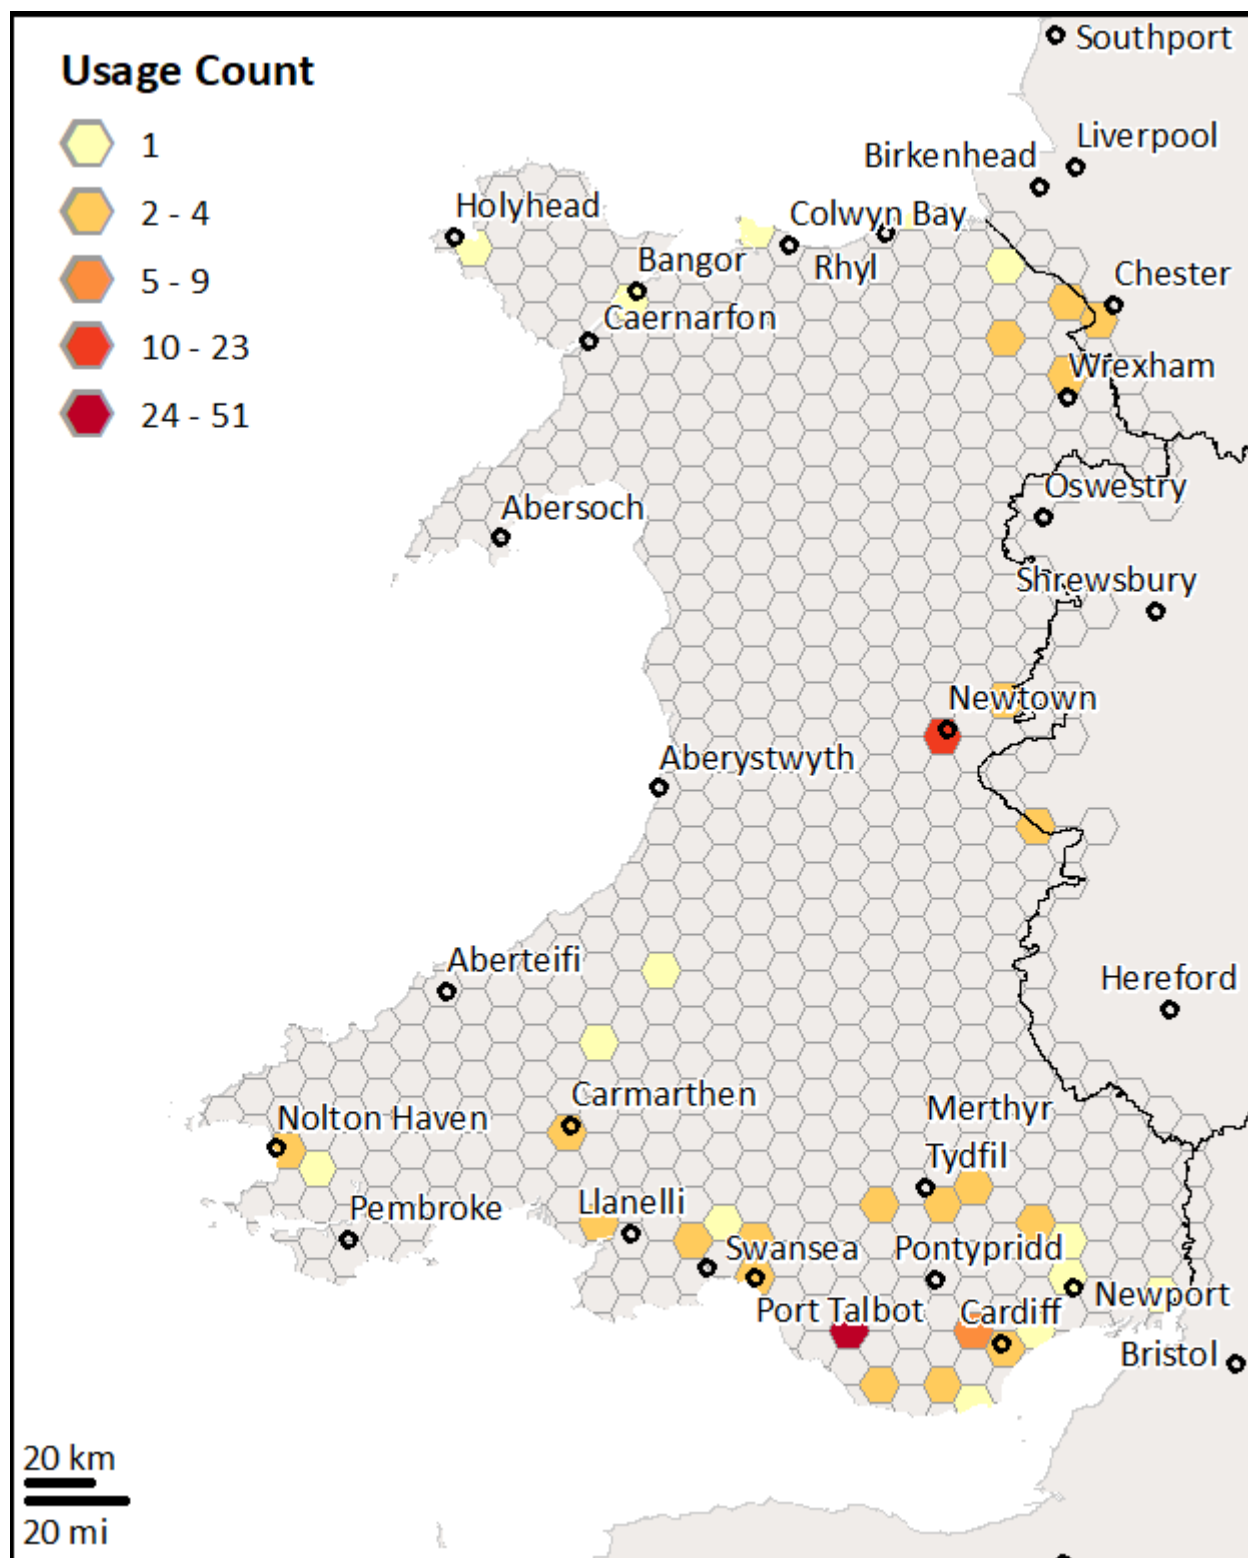 Usage Count
1
2 - 4
5 - 9
10 - 23
24 - 51
Southport
Liverpool
Birkenhead
Holyhead
Colwyn Bay
Bangor
Rhyl
Chester
Caernarfon
Wrexham
Oswestry
Abersoch
Shrewsbury
Newtown
Aberystwyth
Aberteifi
Hereford
Carmarthen
Nolton Haven
Merthyr
Tydfil
Pembroke
Llanelli
Swansea
Pontypridd
Newport
Port Talbot
Cardiff
Bristol
20 km
20 mi